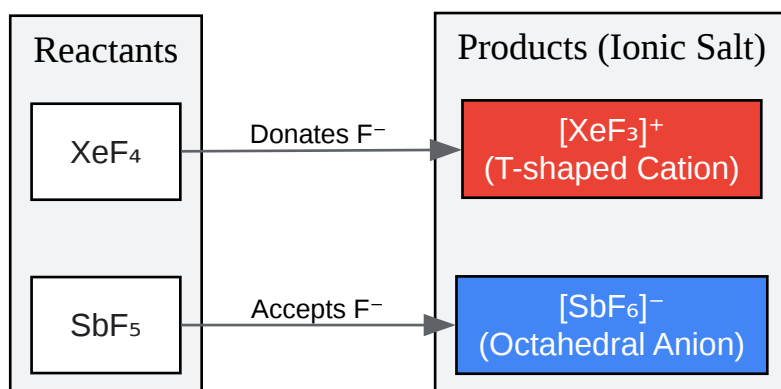 Reactants
XeF₄
SbF₅
Donates F⁻
Accepts F⁻
Products (Ionic Salt)
[XeF₃]⁺
(T-shaped Cation)
[SbF₆]⁻
(Octahedral Anion)